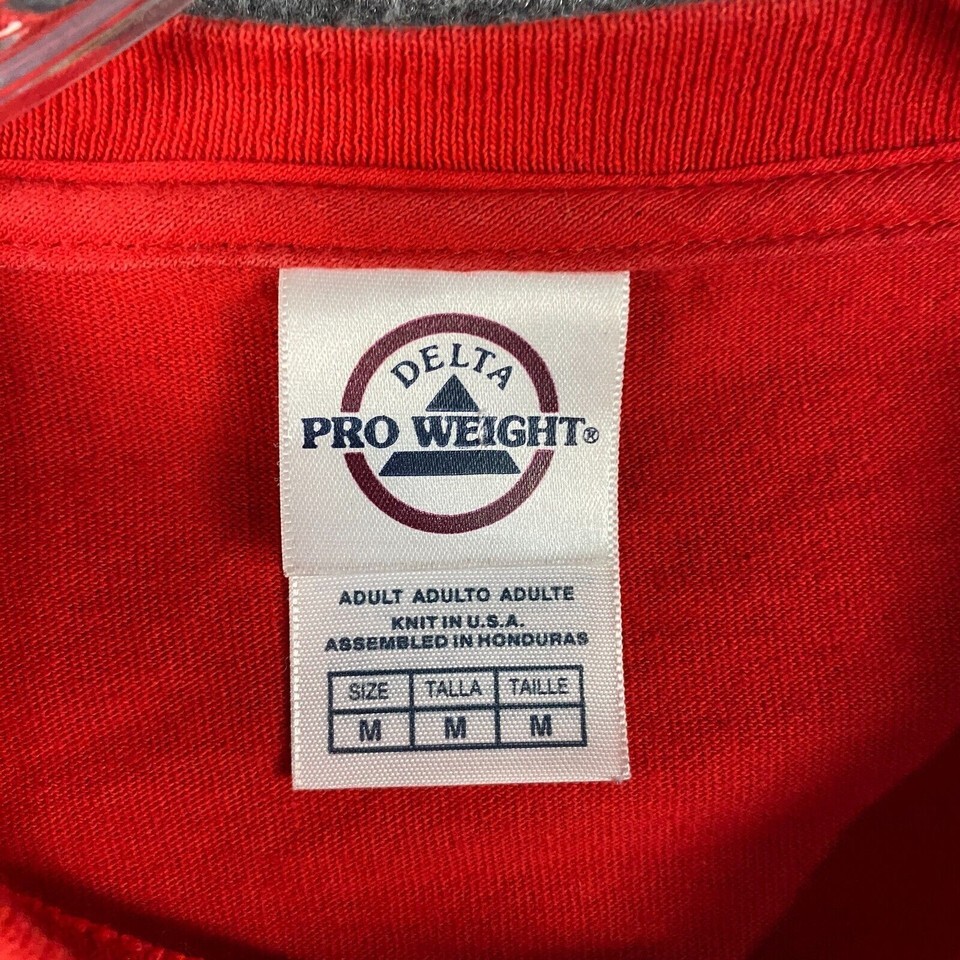 DELTA
PRO WEIGHT®
ADULT ADULTO ADULTE
KNIT IN U.S.A.
ASSEMBLED IN HONDURAS
SIZE TALLA TAILLE
M M M